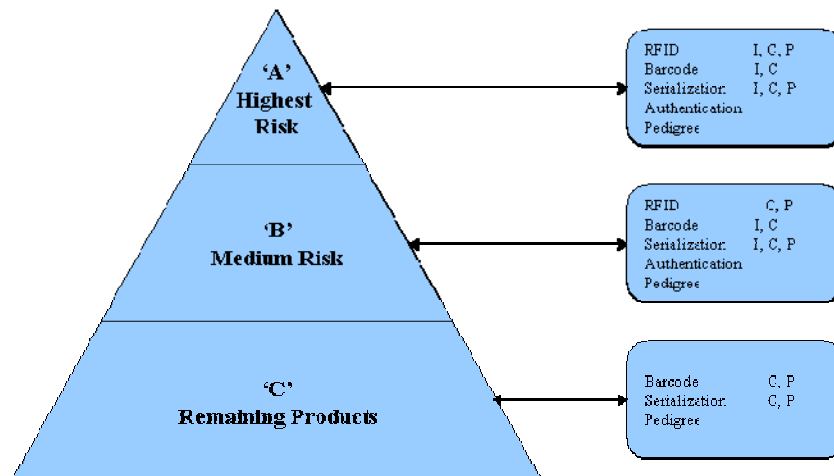 ‘A’
Highest
Risk
RFID I, C, P
Barcode I, C
Serialization I, C, P
Authentication
Pedigree
‘B’
Medium Risk
RFID C, P
Barcode I, C
Serialization I, C, P
Authentication
Pedigree
‘C’
Remaining Products
Barcode C, P
Serialization C, P
Pedigree